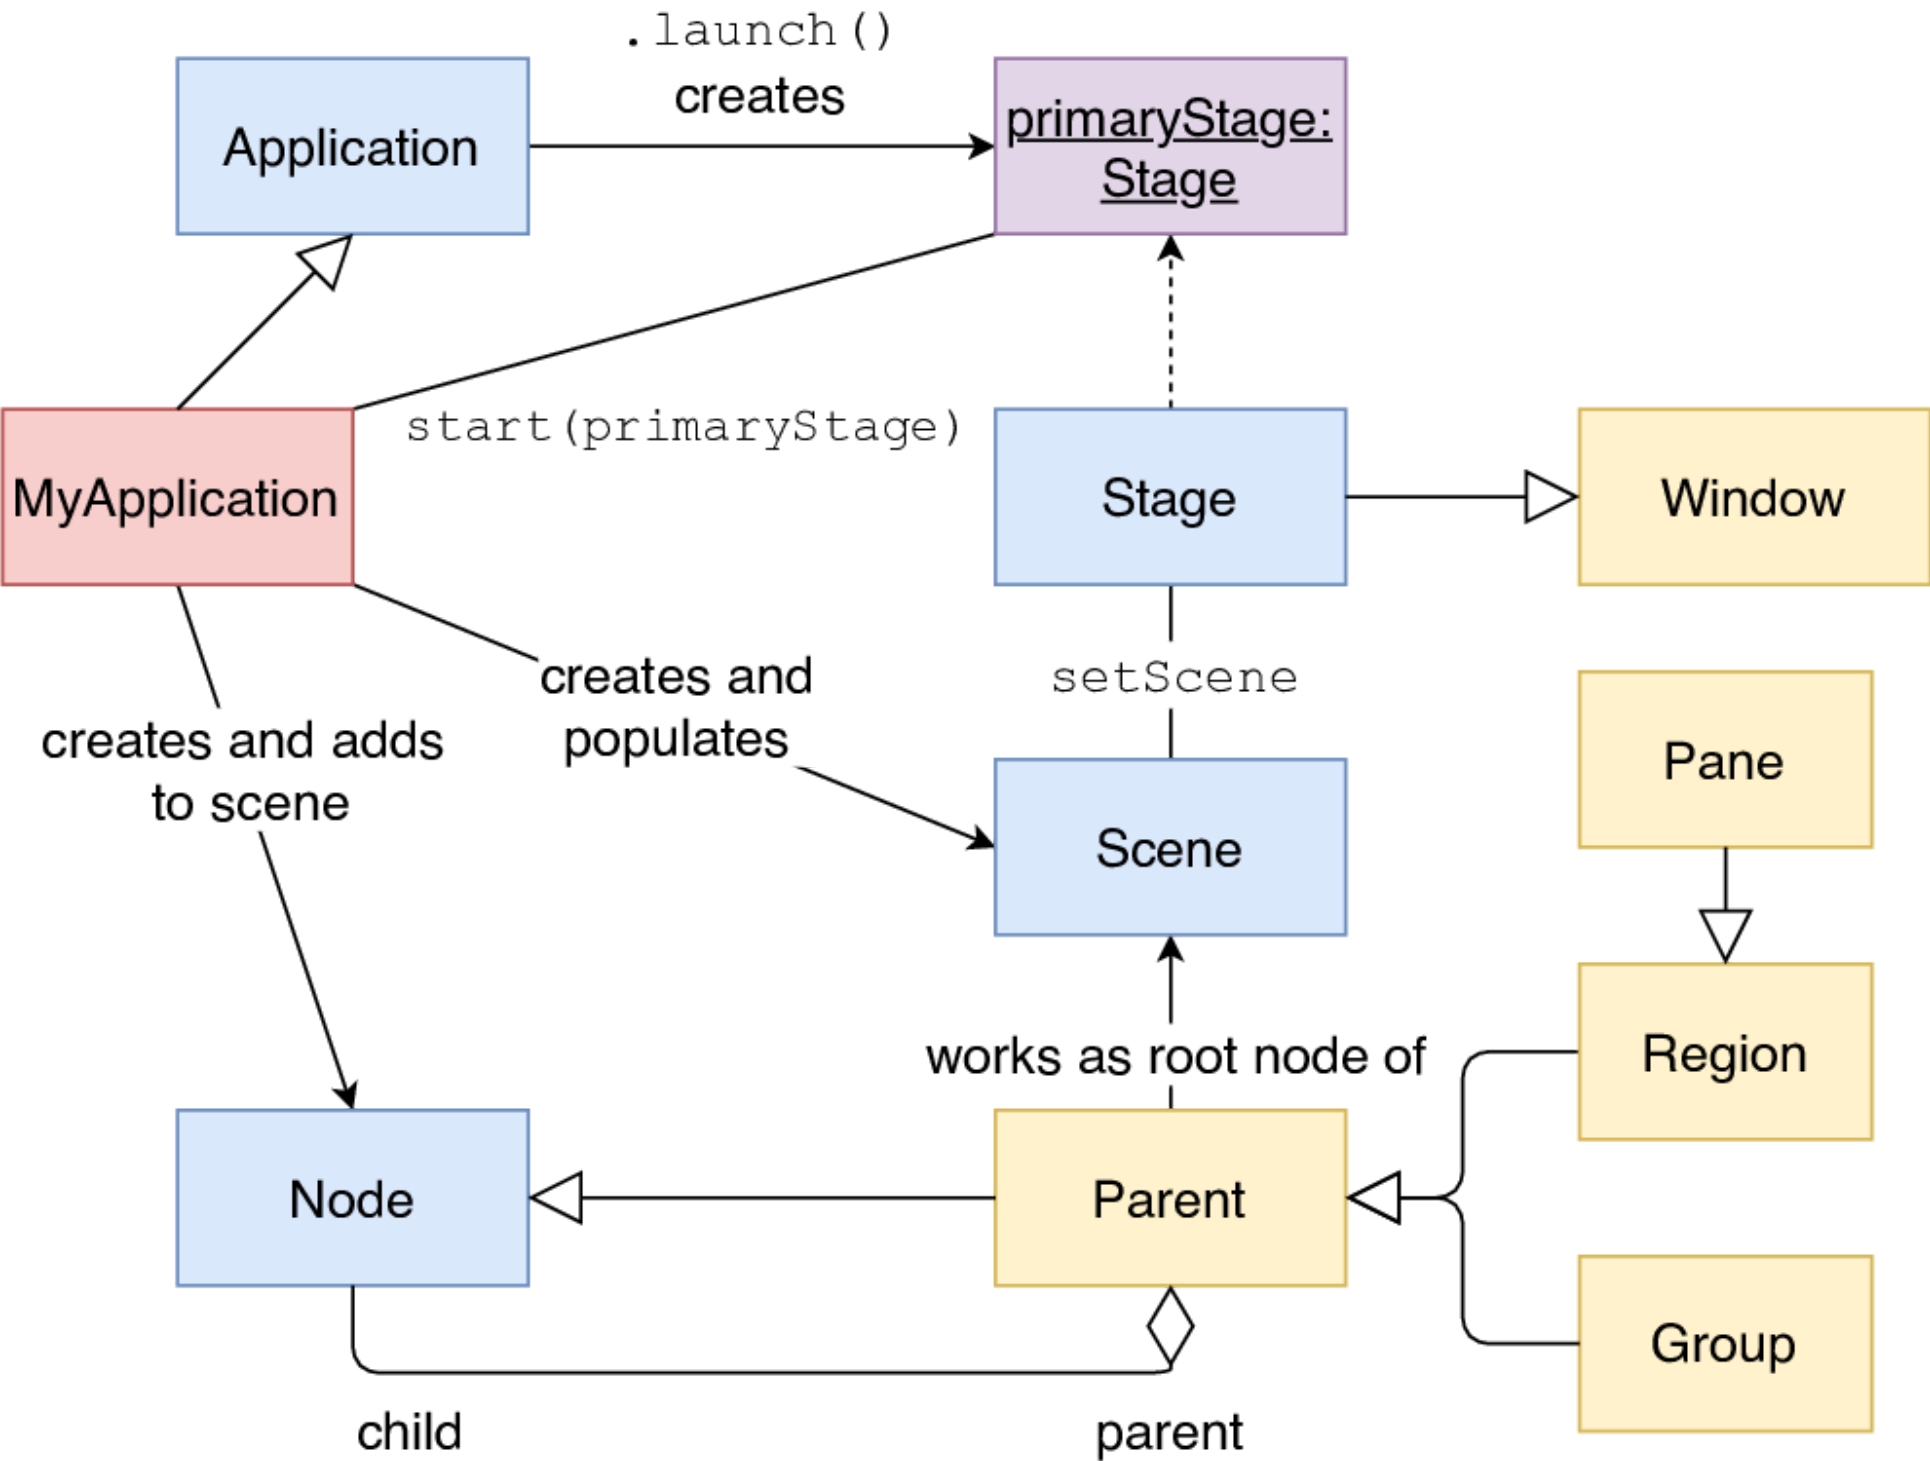 .launch()
creates
Application
primaryStage:
Stage
start(primaryStage)
MyApplication
Stage
Window
creates and
populates
setScene
creates and adds
to scene
Pane
Scene
works as root node of
Region
Node
Parent
Group
child
parent